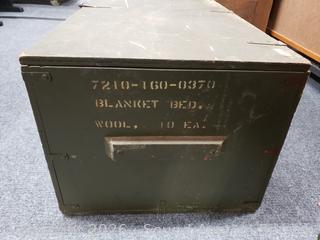 7210-160-0370
BLANKET BED,
WOOL, 10 EA.